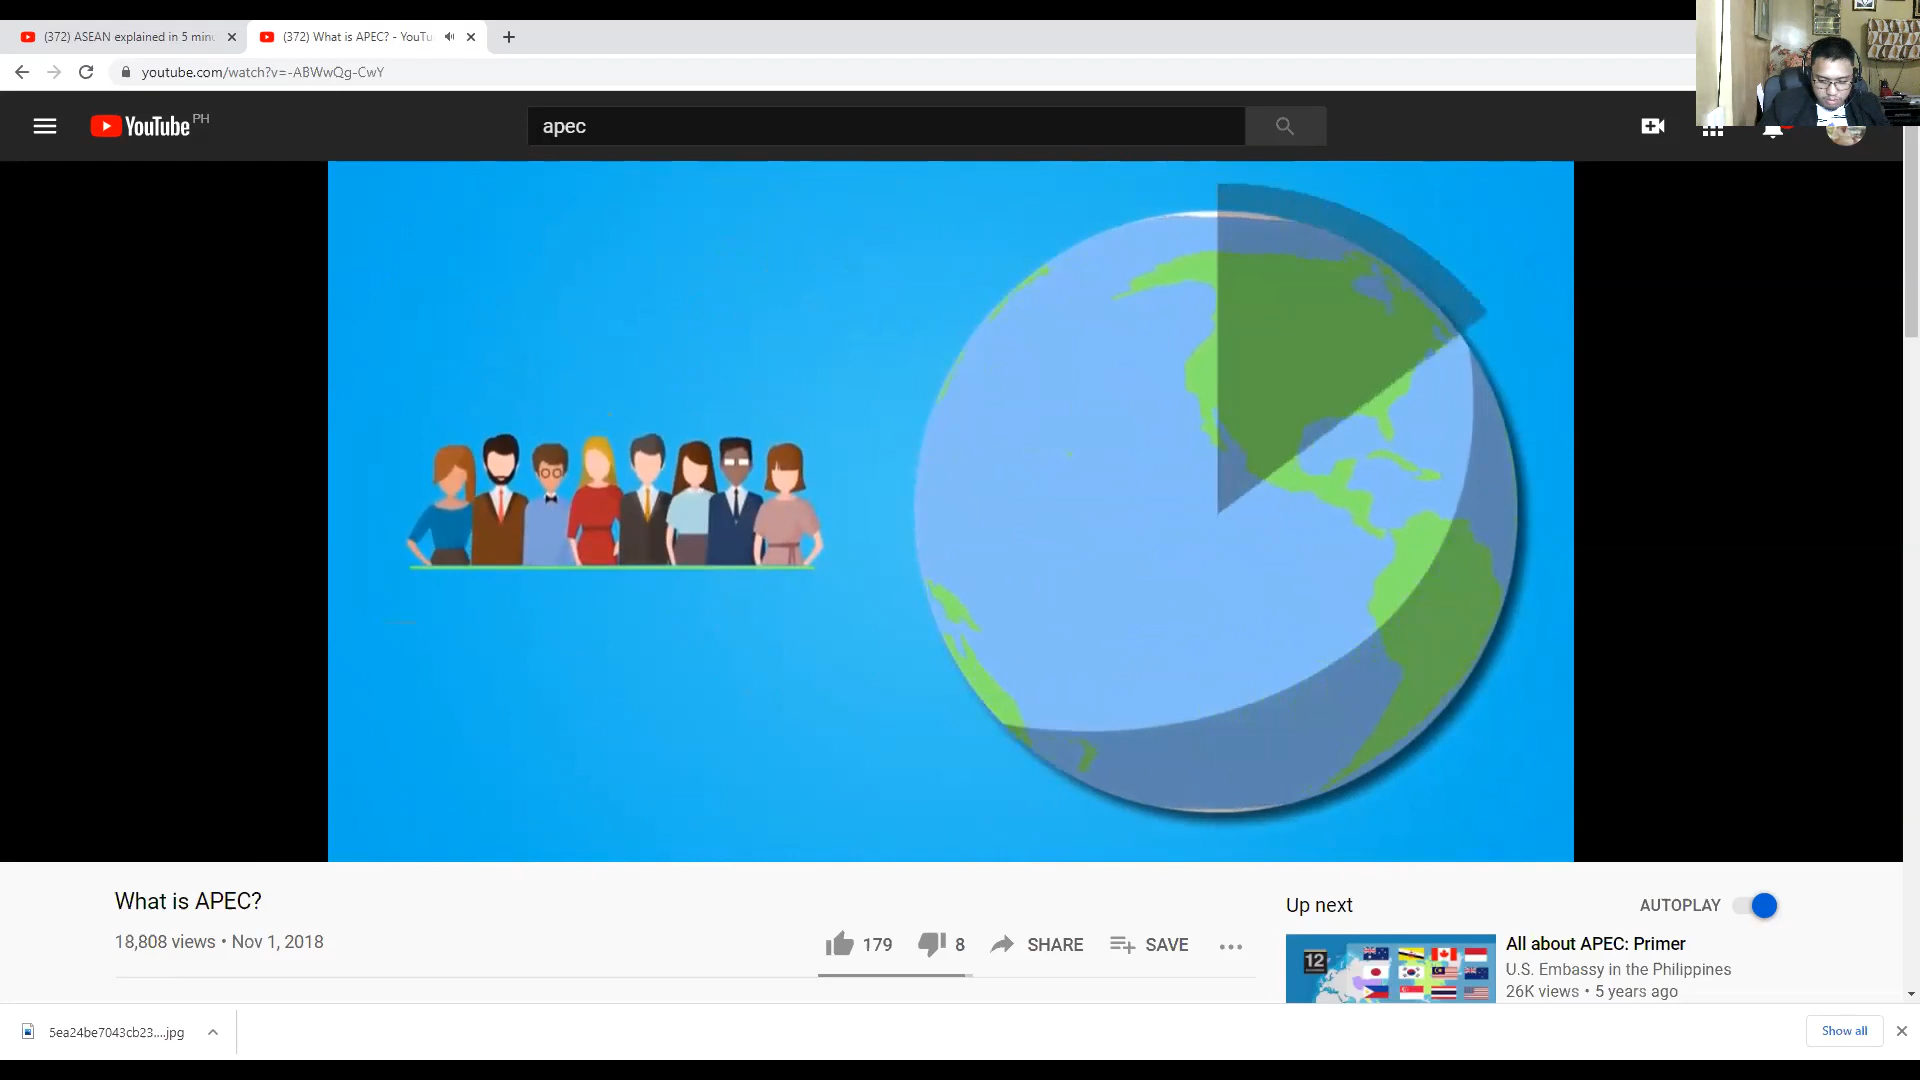 (372) ASEAN explained in 5 minu
(372) What is APEC? - YouTu
youtube.com/watch?v=-ABWwQg-CwY
YouTube PH
apec
What is APEC?
18,808 views • Nov 1, 2018
179
8
SHARE
SAVE
Up next
AUTOPLAY
12
All about APEC: Primer
U.S. Embassy in the Philippines
26K views • 5 years ago
5ea24be7043cb23....jpg
Show all